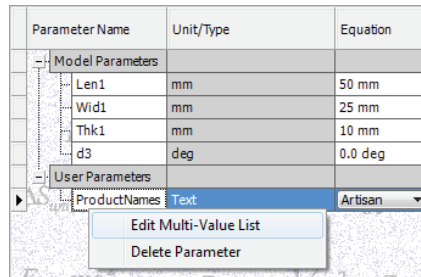 Parameter Name Unit/Type Equation
Model Parameters
Len1 mm 50 mm
Wid1 mm 25 mm
Thk1 mm 10 mm
d3 deg 0.0 deg
User Parameters
ProductNames Text Artisan
Edit Multi-Value List
Delete Parameter